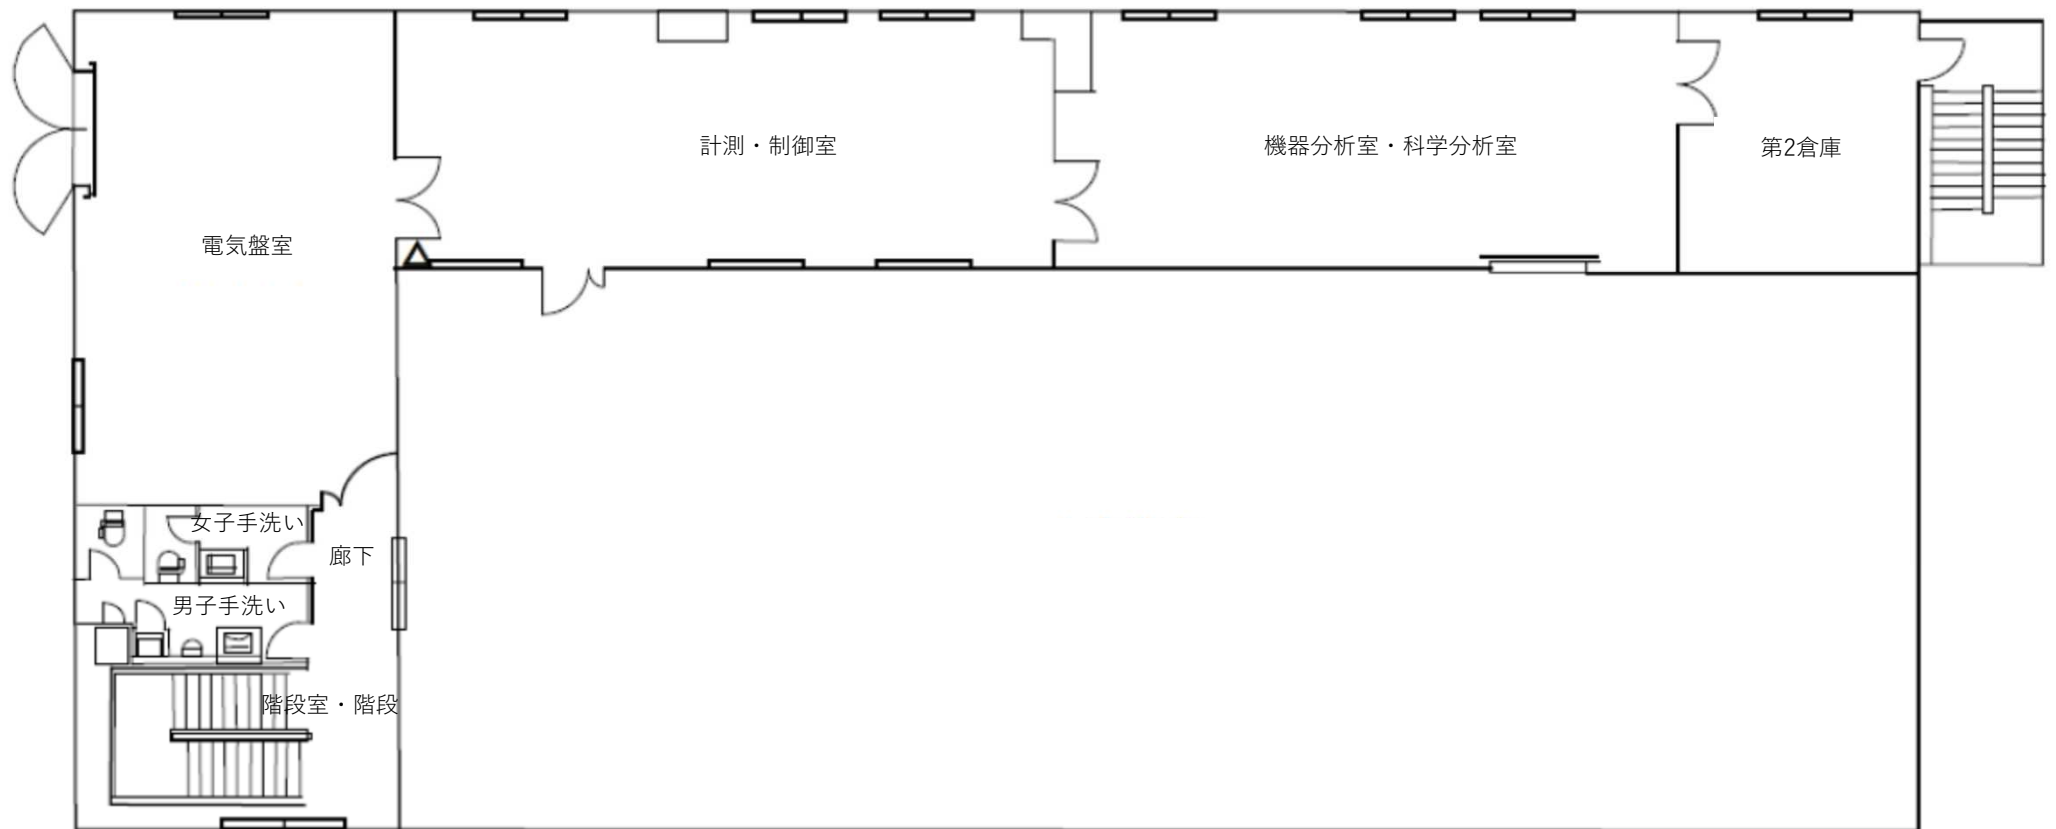 計測・制御室
機器分析室・科学分析室
第2倉庫
電気盤室
女子手洗い
廊下
男子手洗い
階段室・階段